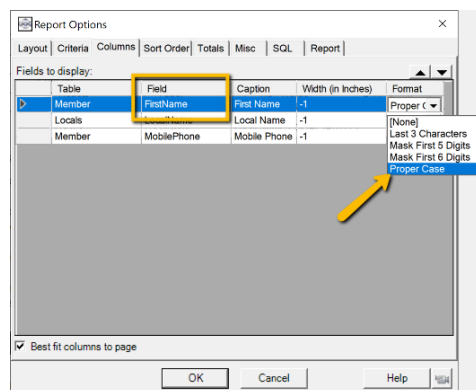 Report Options
Layout Criteria Columns Sort Order Totals Misc SQL Report
Fields to display:
Table Field Caption Width (in Inches) Format
Member FirstName First Name -1 Proper C
Locals LocalName Local Name -1
Member MobilePhone Mobile Phone -1
[None]
Last 3 Characters
Mask First 5 Digits
Mask First 6 Digits
Proper Case
Best fit columns to page
OK Cancel Help